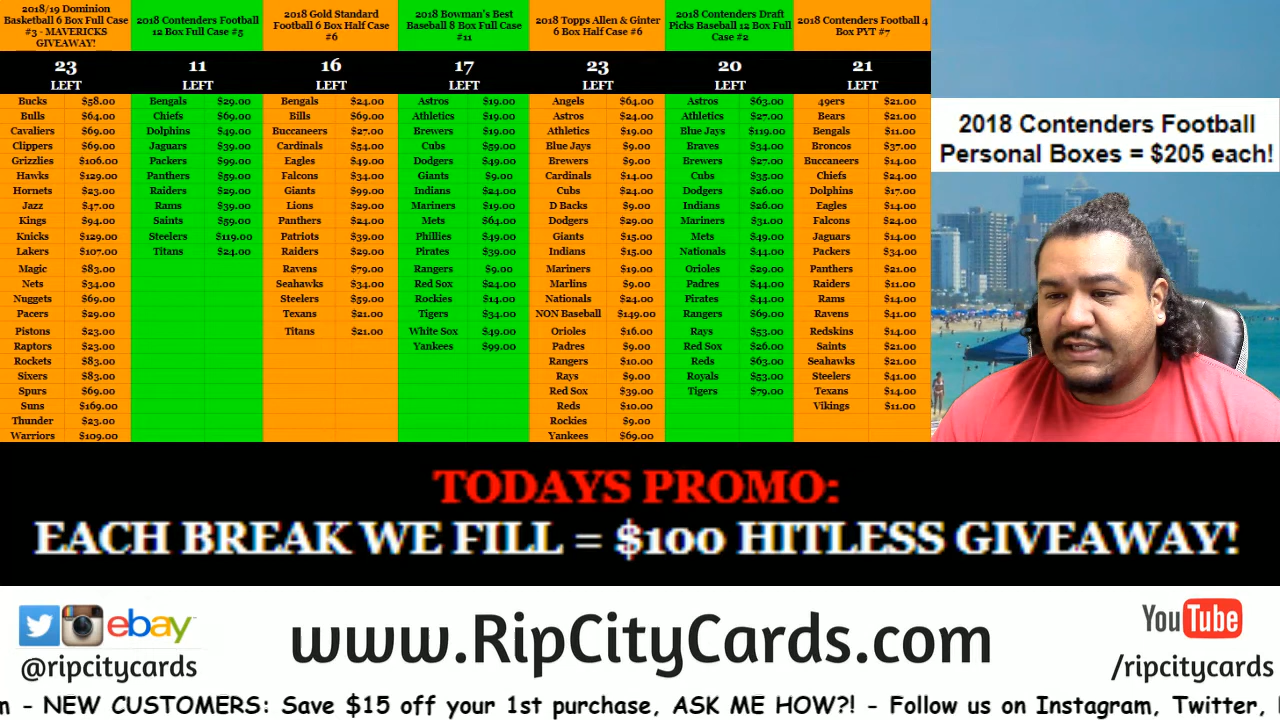 2018/19 Dominion
Basketball 6 Box Full Case
#3 - MAVERICKS
GIVEAWAY!
23
LEFT
Bucks $58.00
Bulls $64.00
Cavaliers $69.00
Clippers $69.00
Grizzlies $106.00
Hawks $129.00
Hornets $23.00
Jazz $47.00
Kings $94.00
Knicks $129.00
Lakers $107.00
Magic $83.00
Nets $34.00
Nuggets $69.00
Pacers $29.00
Pistons $23.00
Raptors $23.00
Rockets $83.00
Sixers $83.00
Spurs $69.00
Suns $169.00
Thunder $23.00
Warriors $109.00
2018 Contenders Football
12 Box Full Case #5
11
LEFT
Bengals $29.00
Chiefs $69.00
Dolphins $49.00
Jaguars $39.00
Packers $99.00
Panthers $59.00
Raiders $29.00
Rams $39.00
Saints $59.00
Steelers $119.00
Titans $24.00
2018 Gold Standard
Football 6 Box Half Case
#6
16
LEFT
Bengals $24.00
Bills $69.00
Buccaneers $27.00
Cardinals $54.00
Eagles $49.00
Falcons $34.00
Giants $99.00
Lions $29.00
Panthers $24.00
Patriots $39.00
Raiders $29.00
Ravens $79.00
Seahawks $34.00
Steelers $59.00
Texans $21.00
Titans $21.00
2018 Bowman's Best
Baseball 8 Box Full Case
#11
17
LEFT
Astros $19.00
Athletics $19.00
Brewers $19.00
Cubs $59.00
Dodgers $49.00
Giants $9.00
Indians $24.00
Mariners $19.00
Mets $64.00
Phillies $49.00
Pirates $39.00
Rangers $9.00
Red Sox $24.00
Rockies $14.00
Tigers $34.00
White Sox $49.00
Yankees $99.00
2018 Topps Allen & Ginter
6 Box Half Case #6
23
LEFT
Angels $64.00
Astros $24.00
Athletics $19.00
Blue Jays $9.00
Brewers $9.00
Cardinals $14.00
Cubs $24.00
D Backs $9.00
Dodgers $29.00
Giants $15.00
Indians $15.00
Mariners $19.00
Marlins $9.00
Nationals $24.00
NON Baseball $149.00
Orioles $16.00
Padres $9.00
Rangers $10.00
Rays $9.00
Red Sox $39.00
Reds $10.00
Rockies $9.00
Yankees $69.00
2018 Contenders Draft
Picks Baseball 12 Box Full
Case #2
20
LEFT
Astros $63.00
Athletics $27.00
Blue Jays $119.00
Braves $34.00
Brewers $27.00
Cubs $35.00
Dodgers $26.00
Indians $26.00
Mariners $31.00
Mets $49.00
Nationals $44.00
Orioles $29.00
Padres $44.00
Pirates $44.00
Rangers $69.00
Rays $53.00
Red Sox $26.00
Reds $63.00
Royals $53.00
Tigers $79.00
2018 Contenders Football 4
Box PYT #7
21
LEFT
49ers $21.00
Bears $21.00
Bengals $11.00
Broncos $37.00
Buccaneers $14.00
Chiefs $24.00
Dolphins $17.00
Eagles $14.00
Falcons $24.00
Jaguars $14.00
Packers $34.00
Panthers $21.00
Raiders $11.00
Rams $14.00
Ravens $41.00
Redskins $14.00
Saints $21.00
Seahawks $21.00
Steelers $41.00
Texans $14.00
Vikings $11.00
2018 Contenders Football
Personal Boxes = $205 each!
TODAYS PROMO:
EACH BREAK WE FILL = $100 HITLESS GIVEAWAY!
ebay
@ripcitycards
www.RipCityCards.com
YouTube
/ripcitycards
n - NEW CUSTOMERS: Save $15 off your 1st purchase, ASK ME HOW?! - Follow us on Instagram, Twitter,